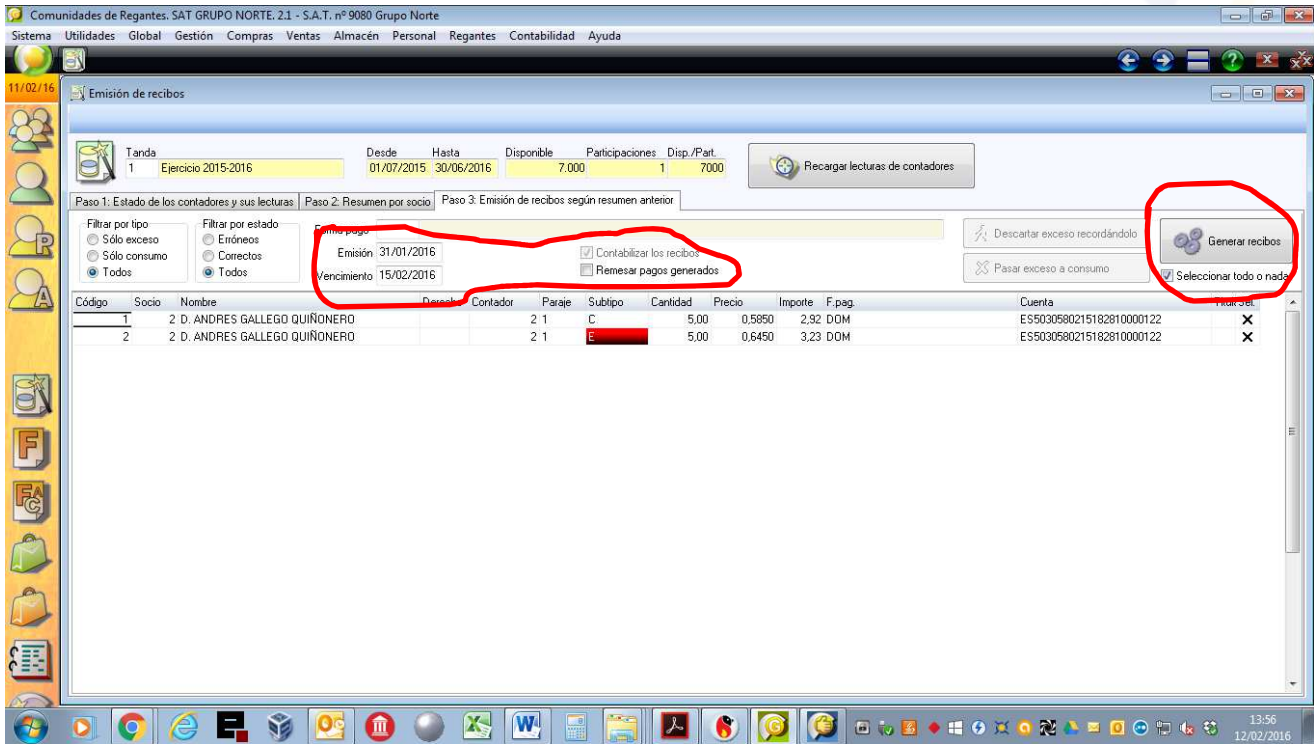 Comunidades de Regantes. SAT GRUPO NORTE. 2.1 - S.A.T. nº 9080 Grupo Norte
Sistema Utilidades Global Gestión Compras Ventas Almacén Personal Regantes Contabilidad Ayuda
11/02/16
Emisión de recibos
Tanda Desde Hasta Disponible Participaciones Disp./Part.
1 Ejercicio 2015-2016 01/07/2015 30/06/2016 7.000 1 7000
Recargar lecturas de contadores
Paso 1: Estado de los contadores y sus lecturas Paso 2: Resumen por socio Paso 3: Emisión de recibos según resumen anterior
Filtrar por tipo Filtrar por estado Forma pago
Sólo exceso Erróneos Descartar exceso recordándolo Generar recibos
Emisión 31/01/2016 Contabilizar los recibos
Sólo consumo Correctos
Todos Todos Vencimiento 15/02/2016 Remesar pagos generados Pasar exceso a consumo Seleccionar todo o nada
Código Socio Nombre Derecho Contador Paraje Subtipo Cantidad Precio Importe F.pag. Cuenta Sel.
1 2 D. ANDRES GALLEGO QUIÑONERO 2 1 C 5,00 0,5850 2,92 DOM ES5030580215182810000122
2 2 D. ANDRES GALLEGO QUIÑONERO 2 1 E 5,00 0,6450 3,23 DOM ES5030580215182810000122
13:56
12/02/2016